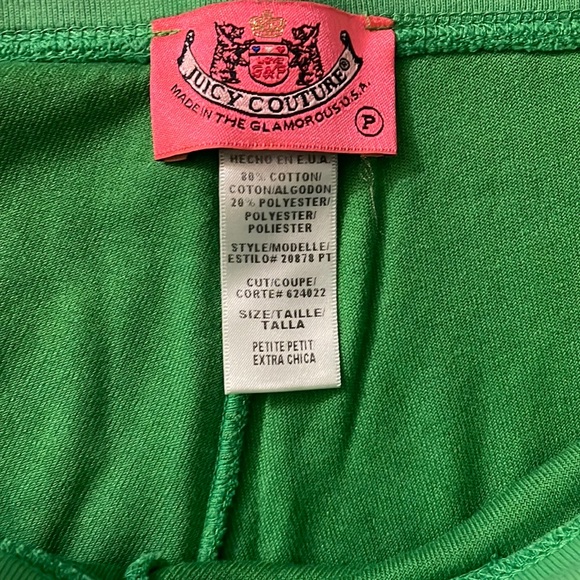 LOVE
G&P
JUICY COUTURE®
MADE IN THE GLAMOROUS U.S.A.
P
HECHO EN E.U.A.
80% COTTON/
COTON/ALGODON
20% POLYESTER/
POLYESTER/
POLIESTER
STYLE/MODELLE/
ESTILO# 20878 PT
CUT/COUPE/
CORTE# 624022
SIZE/TAILLE/
TALLA
PETITE PETIT
EXTRA CHICA